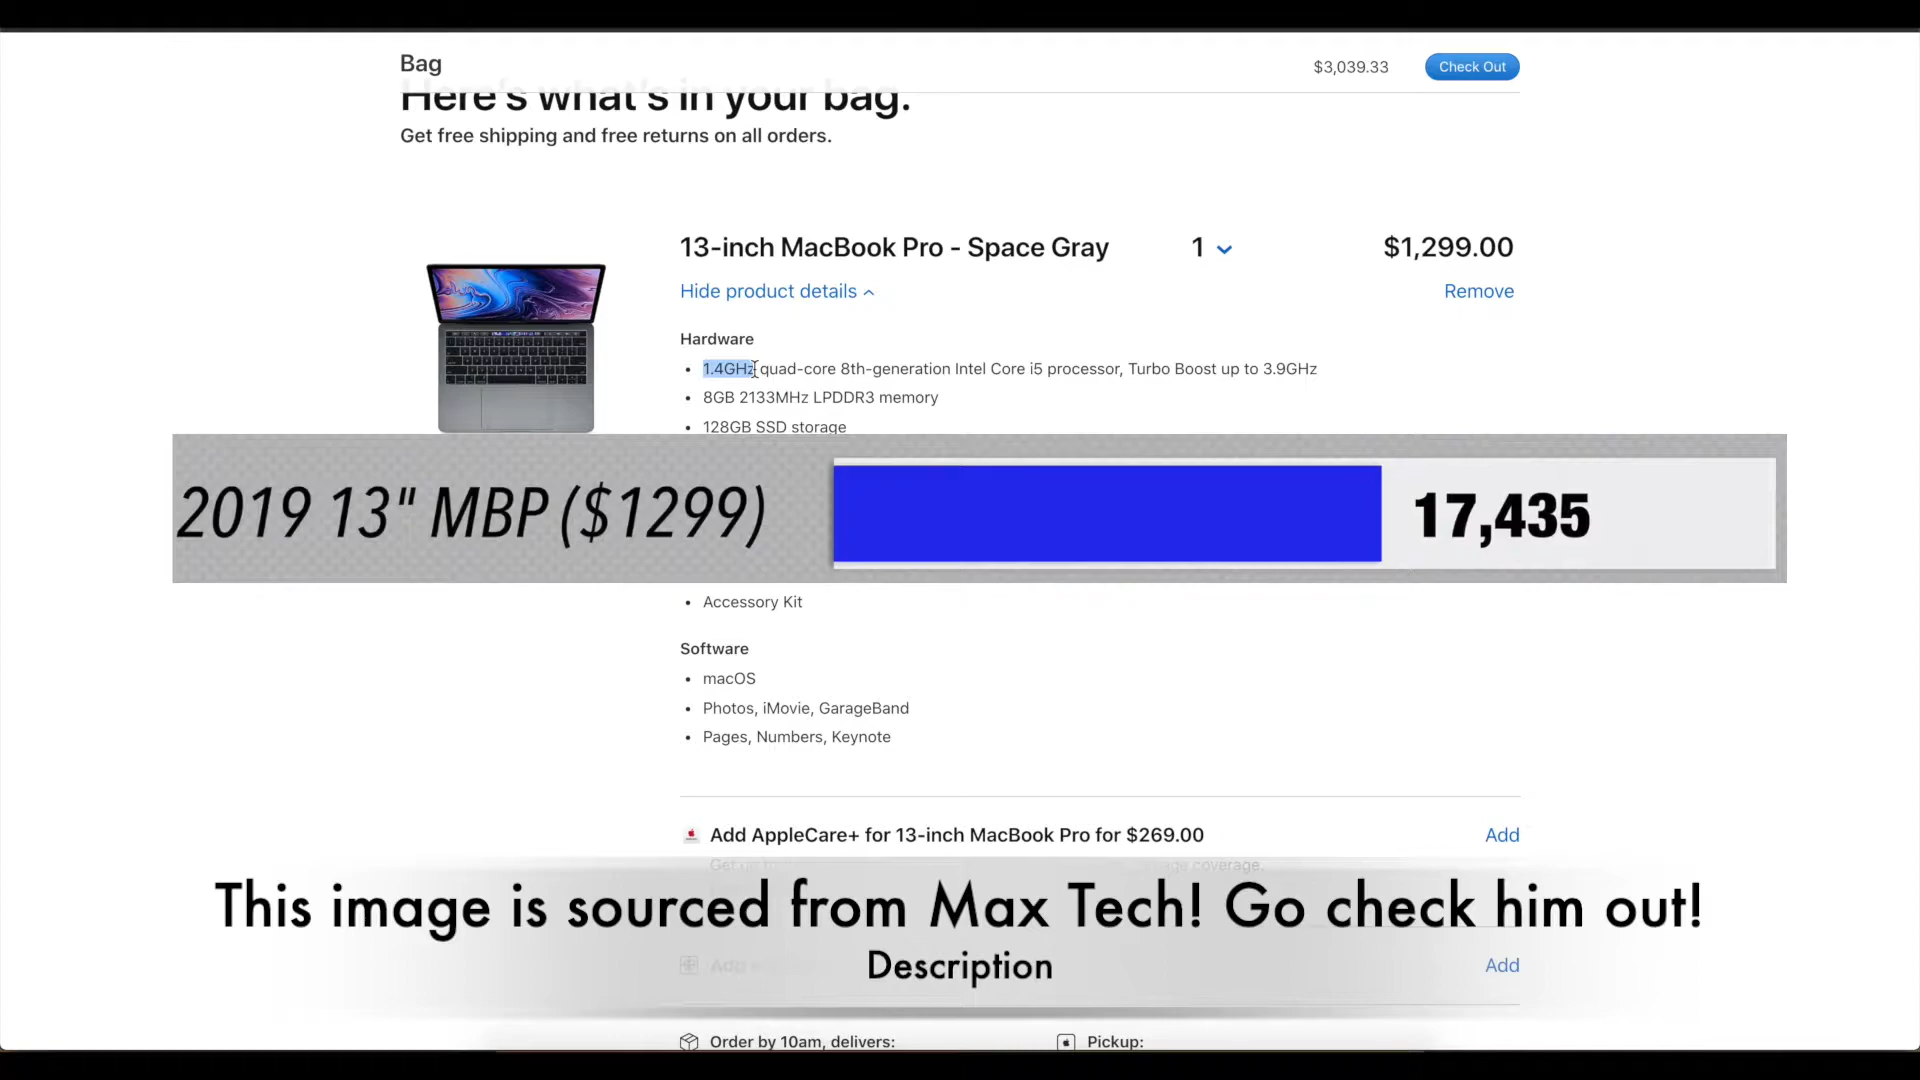 Bag
$3,039.33
Check Out
Here's what's in your bag.
Get free shipping and free returns on all orders.
13-inch MacBook Pro - Space Gray
1
$1,299.00
Hide product details
Remove
Hardware
1.4GHz quad-core 8th-generation Intel Core i5 processor, Turbo Boost up to 3.9GHz
8GB 2133MHz LPDDR3 memory
128GB SSD storage
2019 13" MBP ($1299)
17,435
Accessory Kit
Software
macOS
Photos, iMovie, GarageBand
Pages, Numbers, Keynote
Add AppleCare+ for 13-inch MacBook Pro for $269.00
Add
coverage.
This image is sourced from Max Tech! Go check him out!
Description
Add
Add
Order by 10am, delivers:
Pickup: